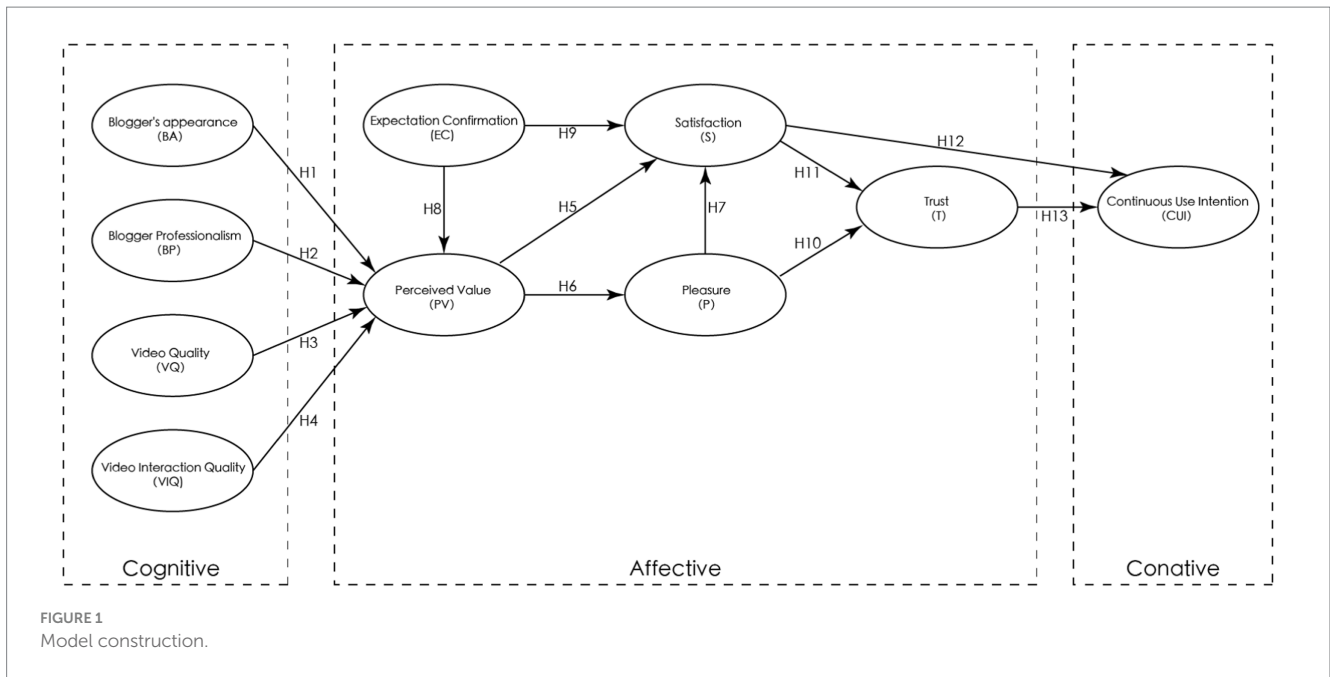 Blogger's appearance
(BA)
Blogger Professionalism
(BP)
Video Quality
(VQ)
Video Interaction Quality
(VIQ)
Cognitive
H1
H2
H3
H4
Expectation Confirmation
(EC)
H9
H8
Satisfaction
(S)
H5
H7
Perceived Value
(PV)
H6
Pleasure
(P)
H11
H10
Trust
(T)
Affective
H12
H13
Continuous Use Intention
(CUI)
Conative
FIGURE 1
Model construction.